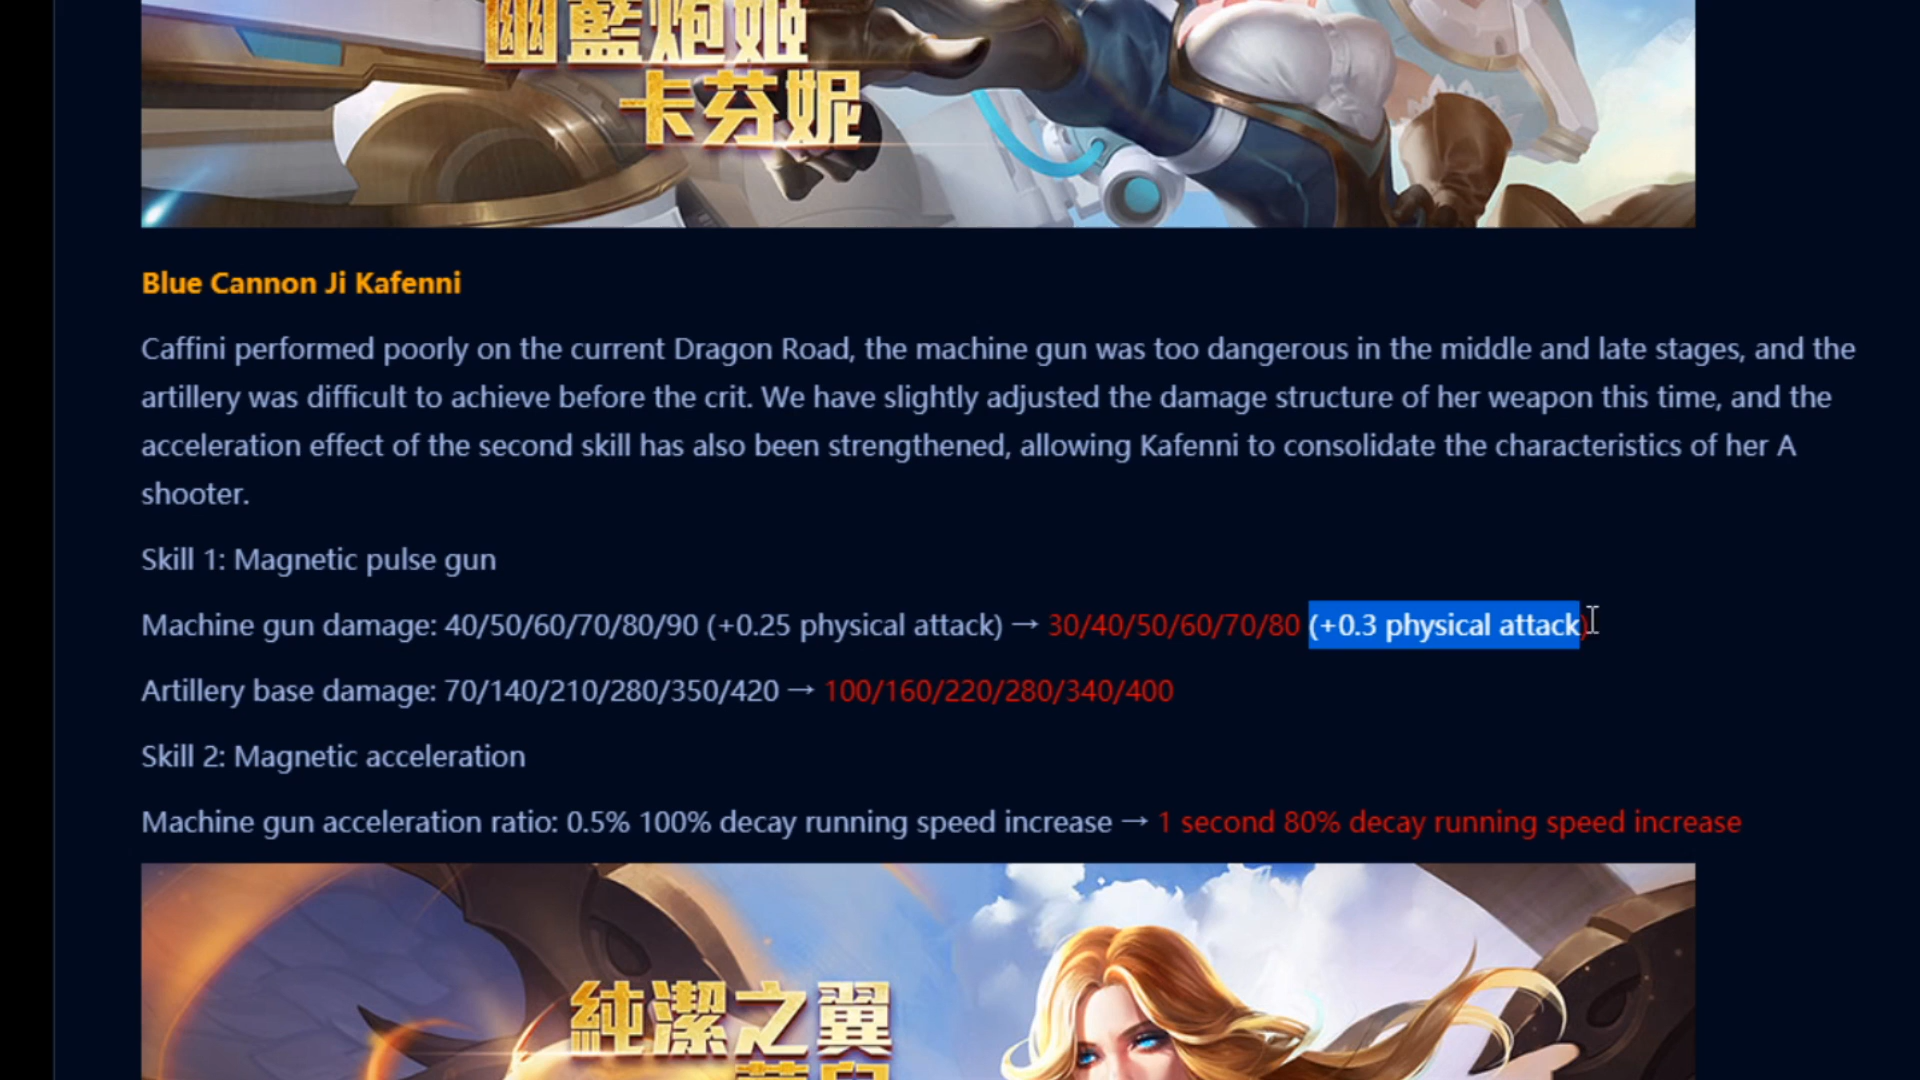 幽藍炮姬
卡芬妮
Blue Cannon Ji Kafenni
Caffini performed poorly on the current Dragon Road, the machine gun was too dangerous in the middle and late stages, and the
artillery was difficult to achieve before the crit. We have slightly adjusted the damage structure of her weapon this time, and the
acceleration effect of the second skill has also been strengthened, allowing Kafenni to consolidate the characteristics of her A
shooter.
Skill 1: Magnetic pulse gun
Machine gun damage: 40/50/60/70/80/90 (+0.25 physical attack) → 30/40/50/60/70/80 (+0.3 physical attack)
Artillery base damage: 70/140/210/280/350/420 → 100/160/220/280/340/400
Skill 2: Magnetic acceleration
Machine gun acceleration ratio: 0.5% 100% decay running speed increase → 1 second 80% decay running speed increase
純潔之翼